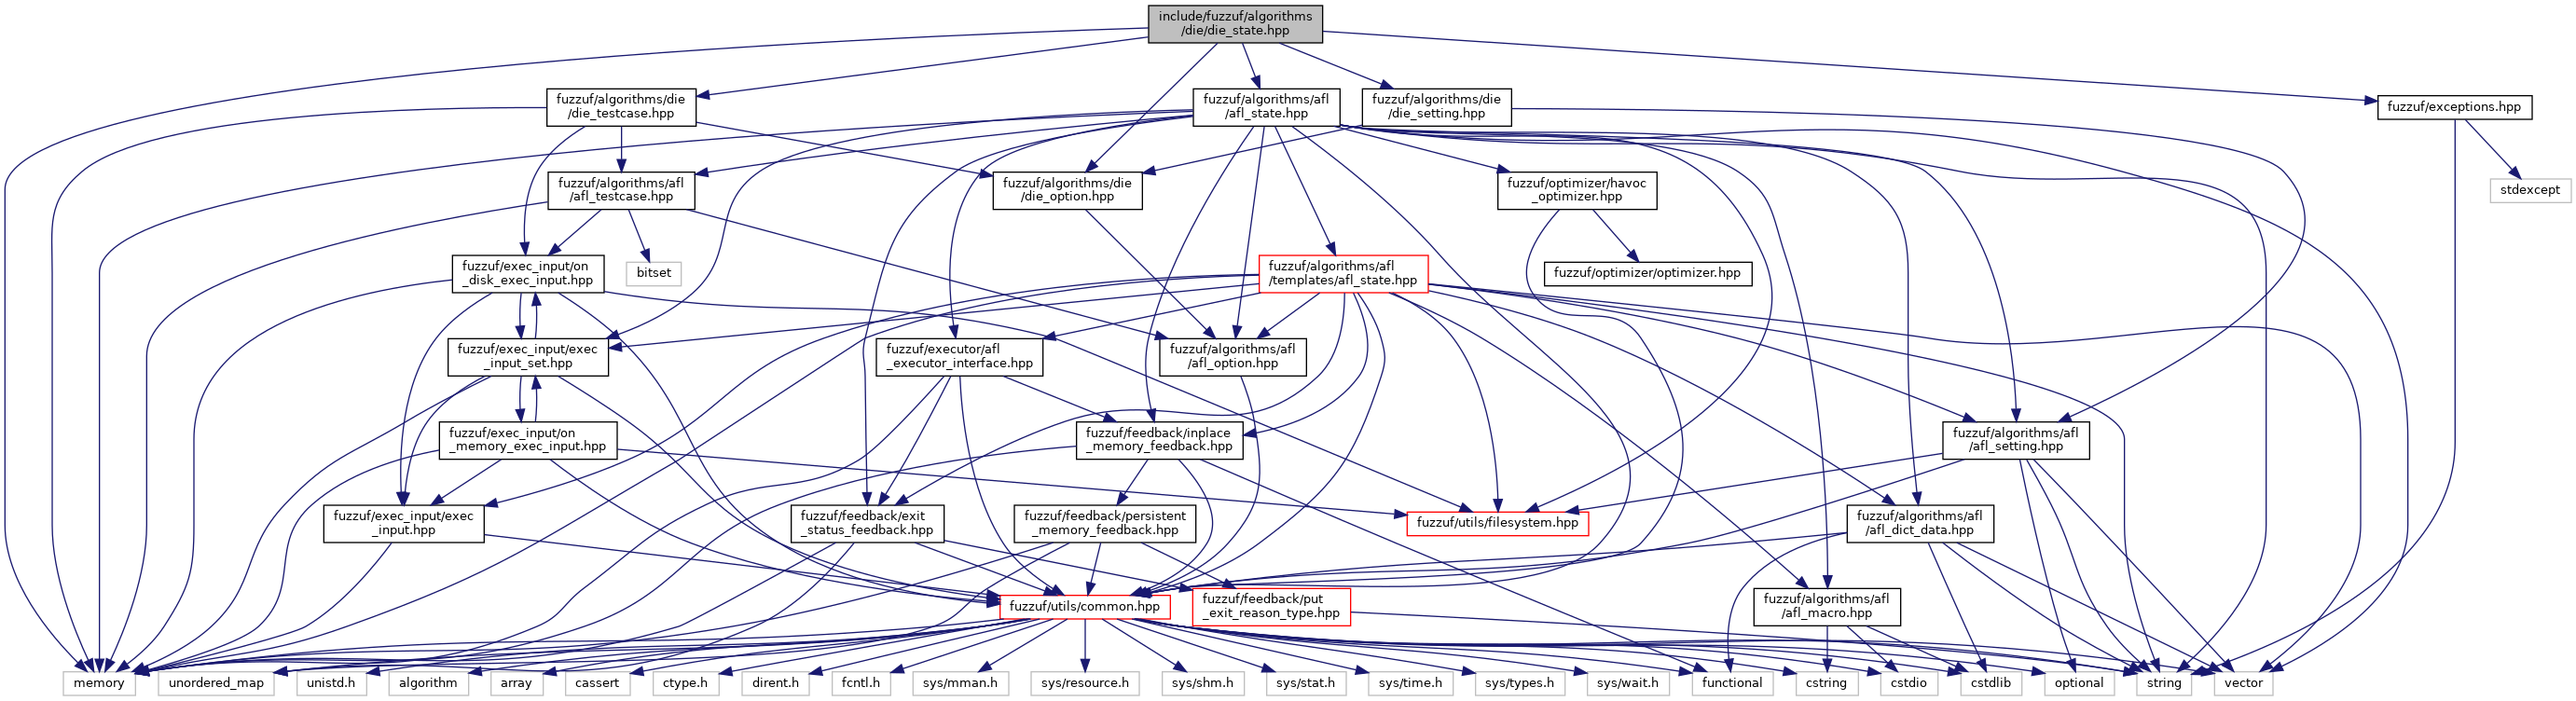 include/fuzzuf/algorithms
/die/die_state.hpp
fuzzuf/algorithms/die
/die_testcase.hpp
fuzzuf/algorithms/afl
/afl_state.hpp
fuzzuf/algorithms/die
/die_setting.hpp
fuzzuf/exceptions.hpp
fuzzuf/algorithms/afl
/afl_testcase.hpp
fuzzuf/algorithms/die
/die_option.hpp
fuzzuf/optimizer/havoc
_optimizer.hpp
stdexcept
fuzzuf/exec_input/on
_disk_exec_input.hpp
bitset
fuzzuf/algorithms/afl
/templates/afl_state.hpp
fuzzuf/optimizer/optimizer.hpp
fuzzuf/exec_input/exec
_input_set.hpp
fuzzuf/executor/afl
_executor_interface.hpp
fuzzuf/algorithms/afl
/afl_option.hpp
fuzzuf/exec_input/on
_memory_exec_input.hpp
fuzzuf/feedback/inplace
_memory_feedback.hpp
fuzzuf/algorithms/afl
/afl_setting.hpp
fuzzuf/exec_input/exec
_input.hpp
fuzzuf/feedback/exit
_status_feedback.hpp
fuzzuf/feedback/persistent
_memory_feedback.hpp
fuzzuf/utils/filesystem.hpp
fuzzuf/algorithms/afl
/afl_dict_data.hpp
fuzzuf/utils/common.hpp
fuzzuf/feedback/put
_exit_reason_type.hpp
fuzzuf/algorithms/afl
/afl_macro.hpp
memory
unordered_map
unistd.h
algorithm
array
cassert
ctype.h
dirent.h
fcntl.h
sys/mman.h
sys/resource.h
sys/shm.h
sys/stat.h
sys/time.h
sys/types.h
sys/wait.h
functional
cstring
cstdio
cstdlib
optional
string
vector